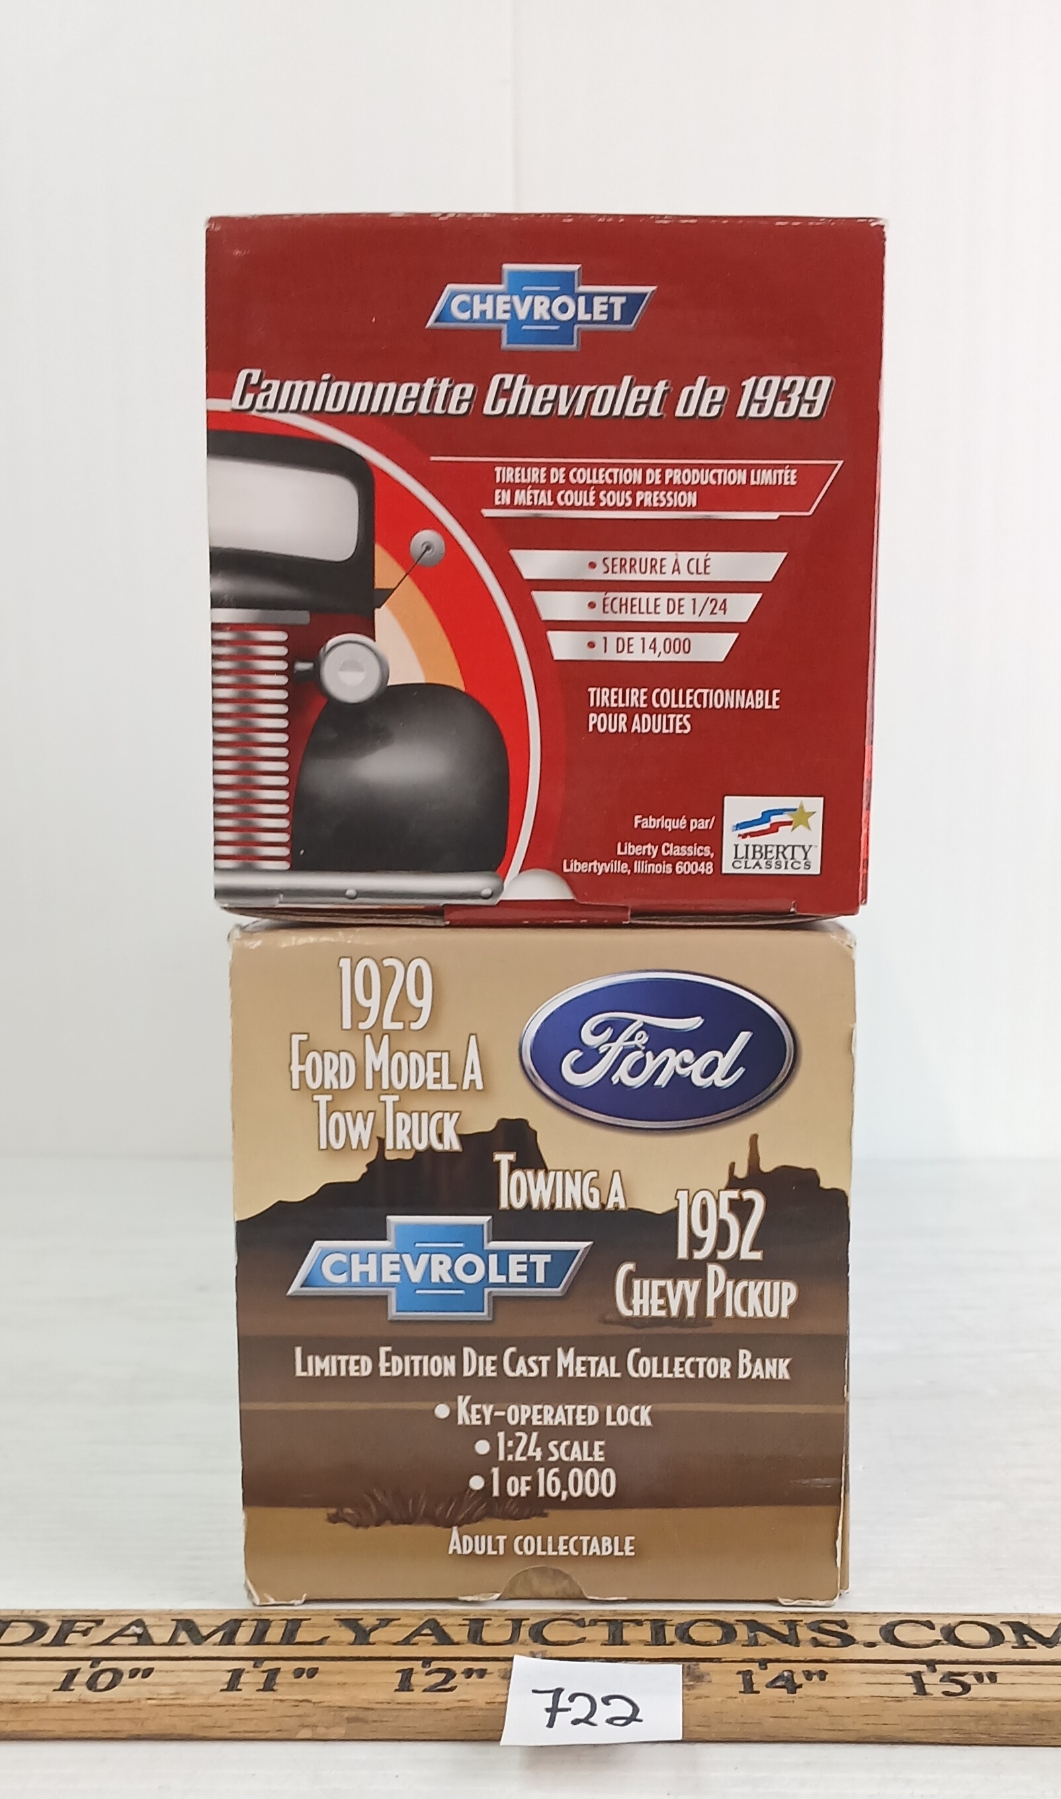 CHEVROLET
Camionnette Chevrolet de 1939
TIRELIRE DE COLLECTION DE PRODUCTION LIMITÉE
EN MÉTAL COULÉ SOUS PRESSION
• SERRURE À CLÉ
• ÉCHELLE DE 1/24
• 1 DE 14,000
TIRELIRE COLLECTIONNABLE
POUR ADULTES
Fabriqué par/
Liberty Classics,
Libertyville, Illinois 60048
LIBERTY
CLASSICS
1929
FORD MODEL A
TOW TRUCK
Ford
TOWING A
1952
CHEVY PICKUP
CHEVROLET
LIMITED EDITION DIE CAST METAL COLLECTOR BANK
• KEY-OPERATED LOCK
• 1:24 SCALE
• 1 OF 16,000
ADULT COLLECTABLE
DFAMILYAUCTIONS.COM
10" 11" 12" 14" 15"
722